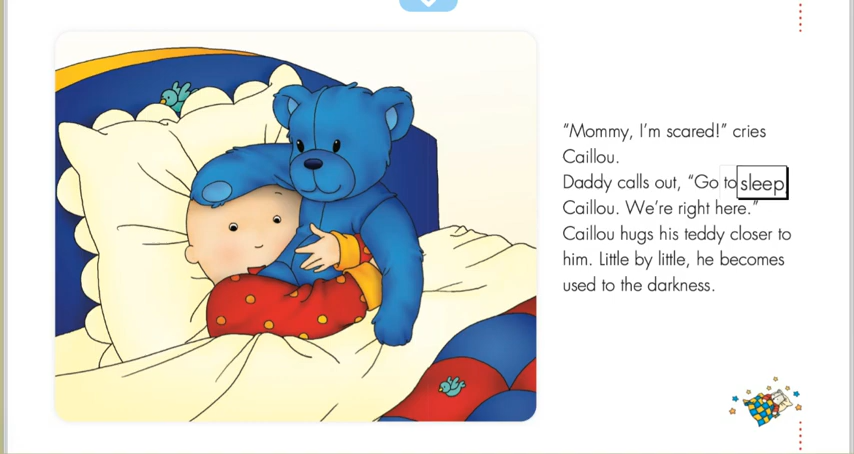 “Mommy, I’m scared!” cries
Caillou.
Daddy calls out, “Go to sleep,
Caillou. We’re right here.”
Caillou hugs his teddy closer to
him. Little by little, he becomes
used to the darkness.